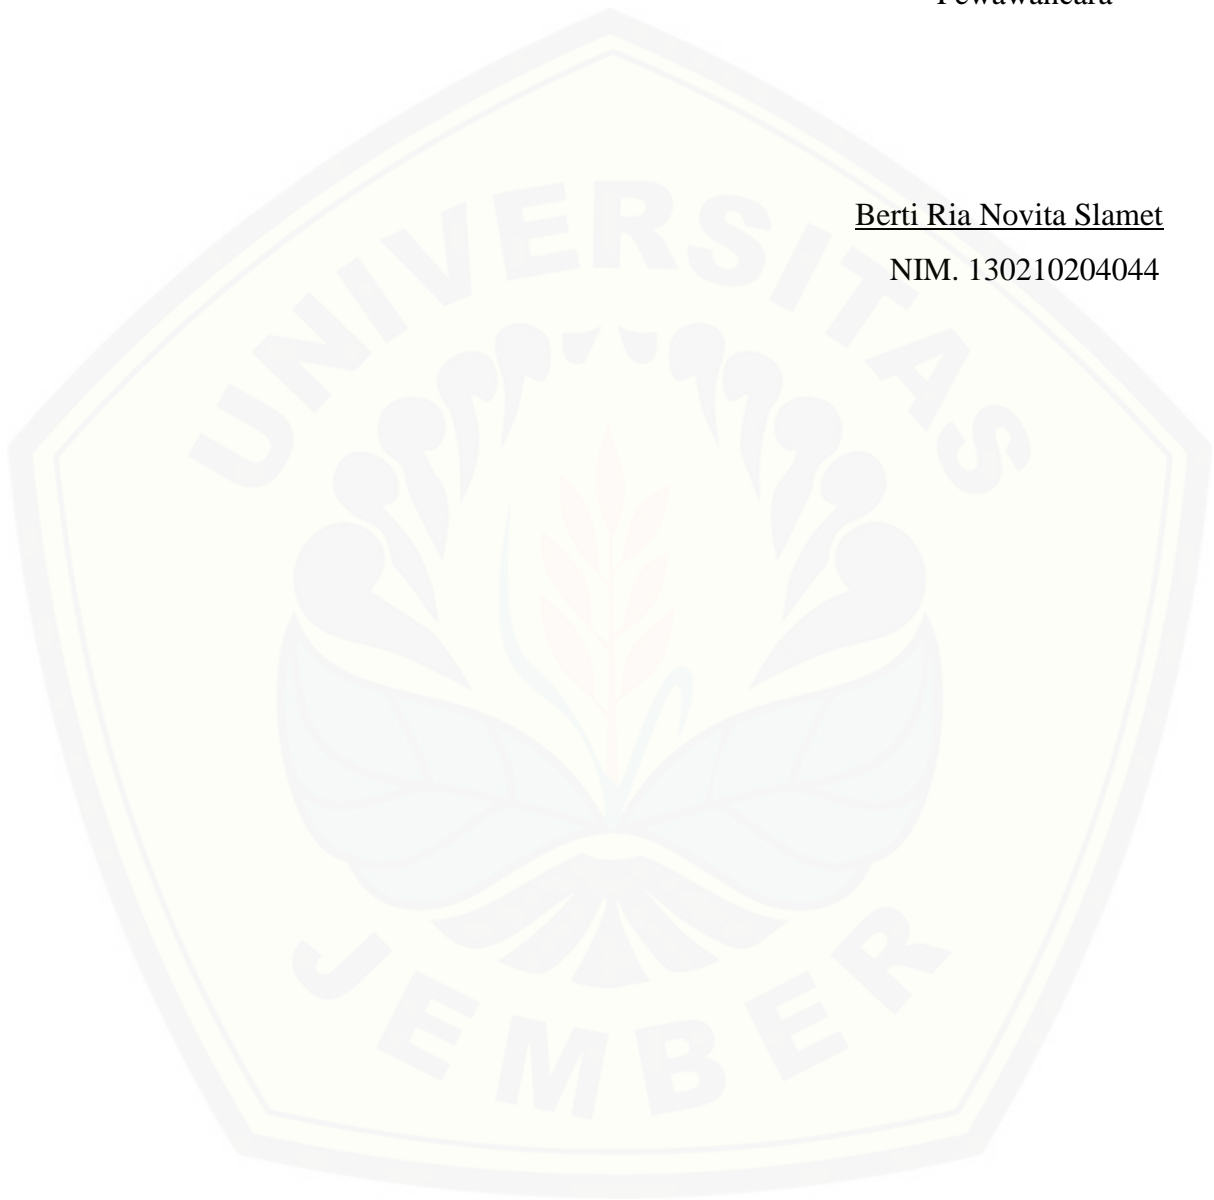 Pewawancara
Berti Ria Novita Slamet
NIM. 130210204044
UNIVERSITAS
JEMBER